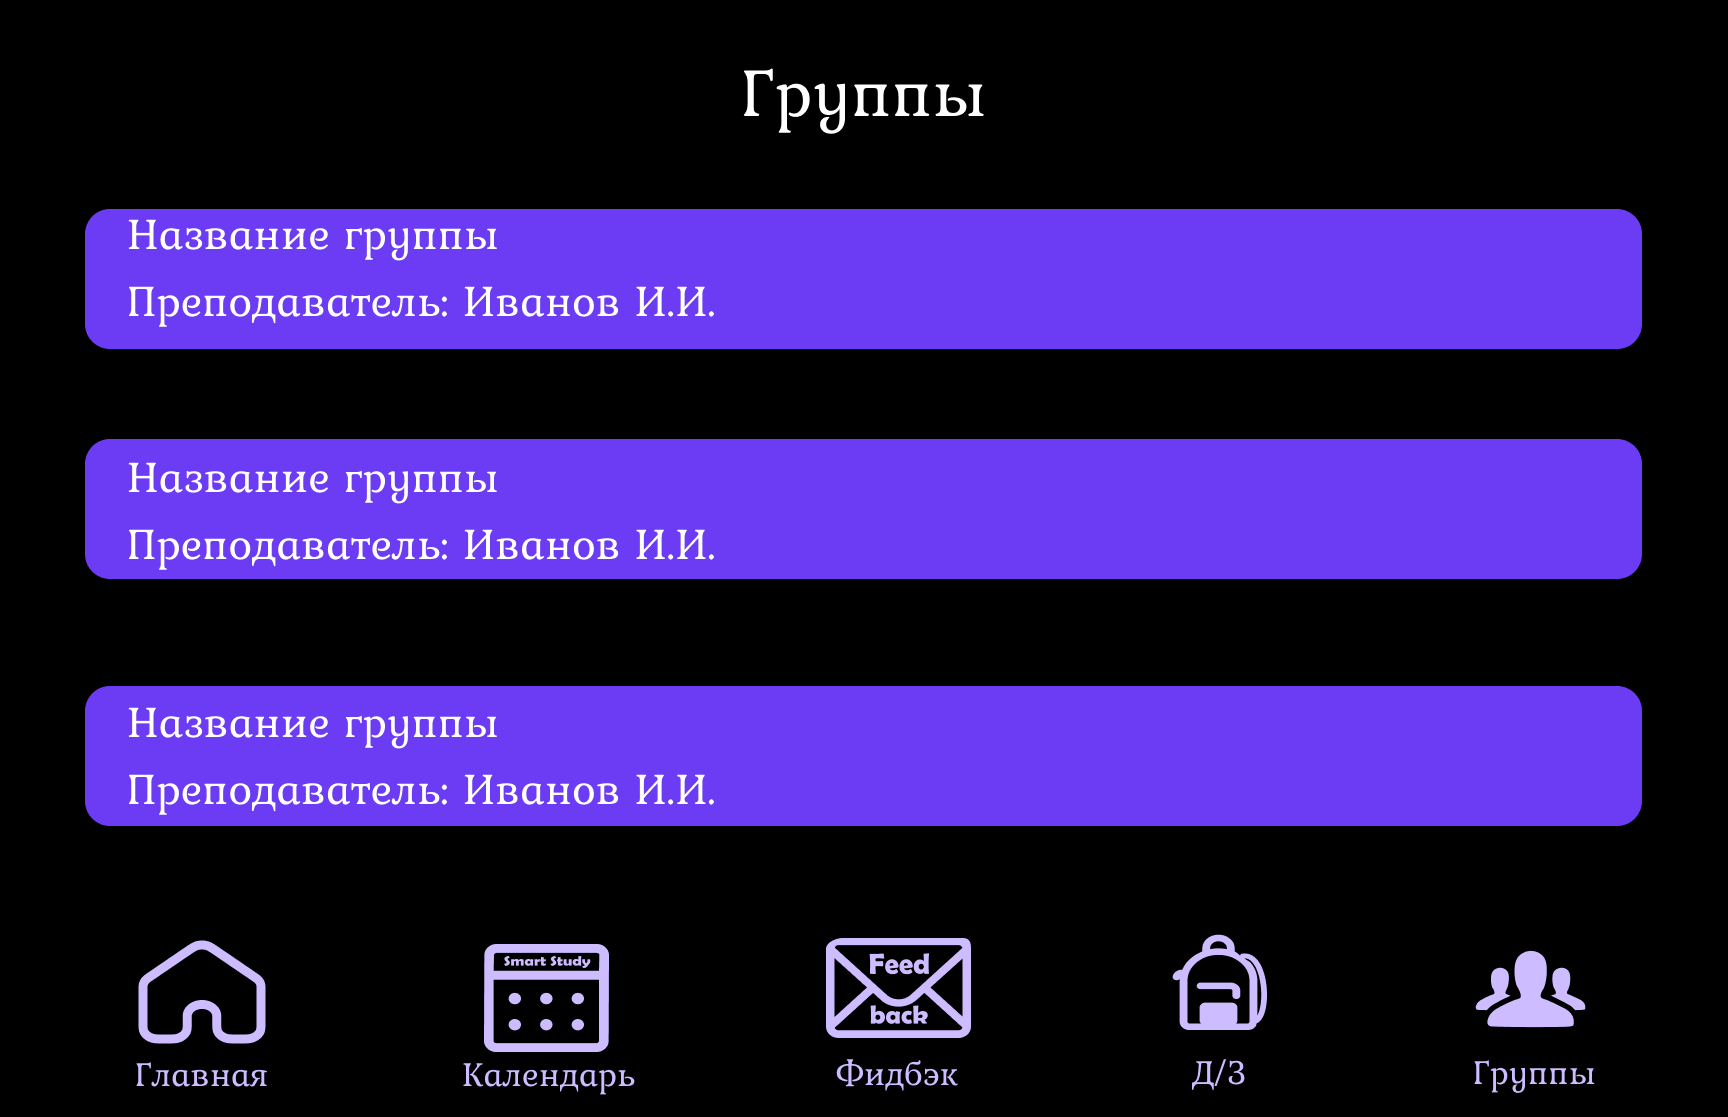 Группы
Название группы
Преподаватель: Иванов И.И.
Название группы
Преподаватель: Иванов И.И.
Название группы
Преподаватель: Иванов И.И.
Smart Study
Feed
back
Главная
Календарь
Фидбэк
Д/З
Группы